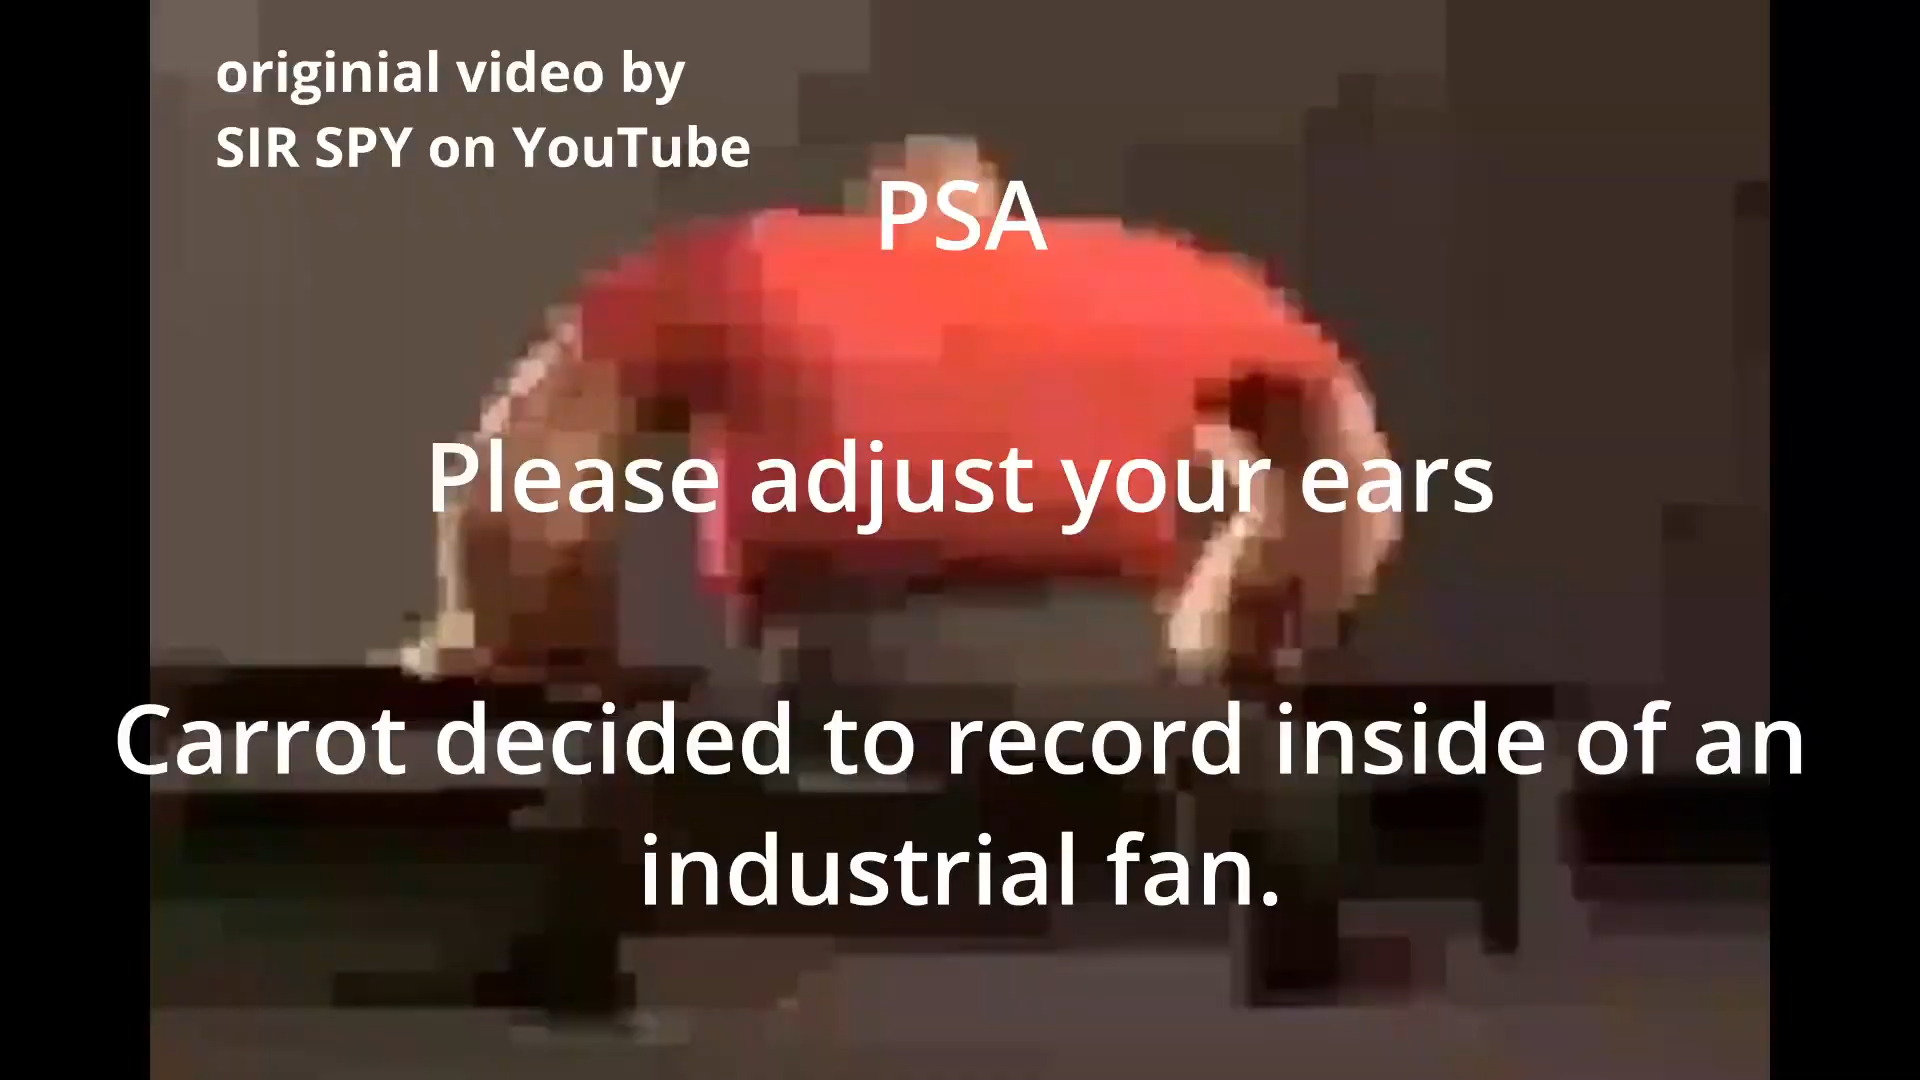 originial video by
SIR SPY on YouTube
PSA
Please adjust your ears
Carrot decided to record inside of an
industrial fan.